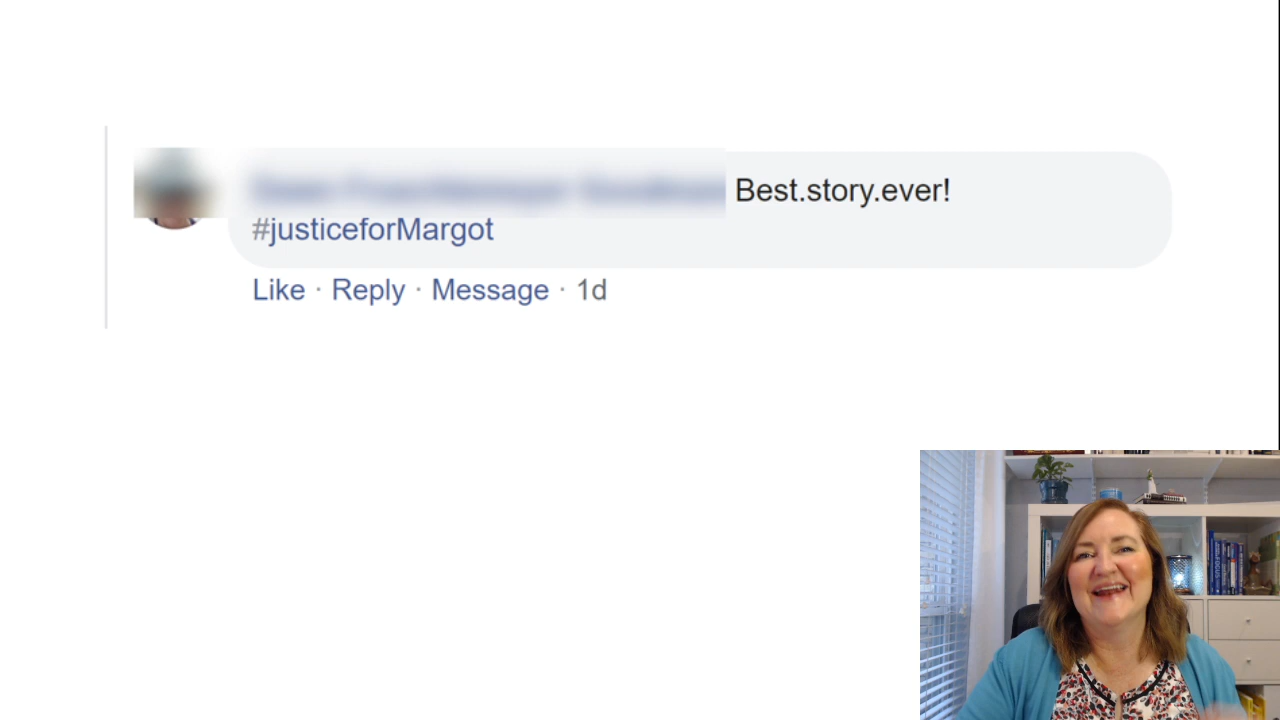 Best.story.ever!
#justiceforMargot
Like · Reply · Message · 1d